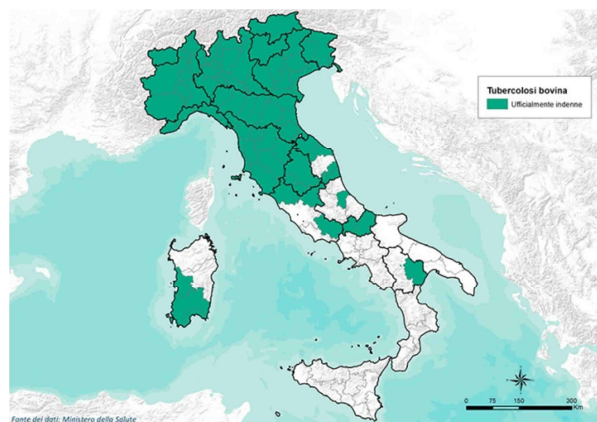 Tubercolosi bovina
Ufficialmente indenne
0 75 150 300
Km
Fonte dei dati: Ministero della Salute